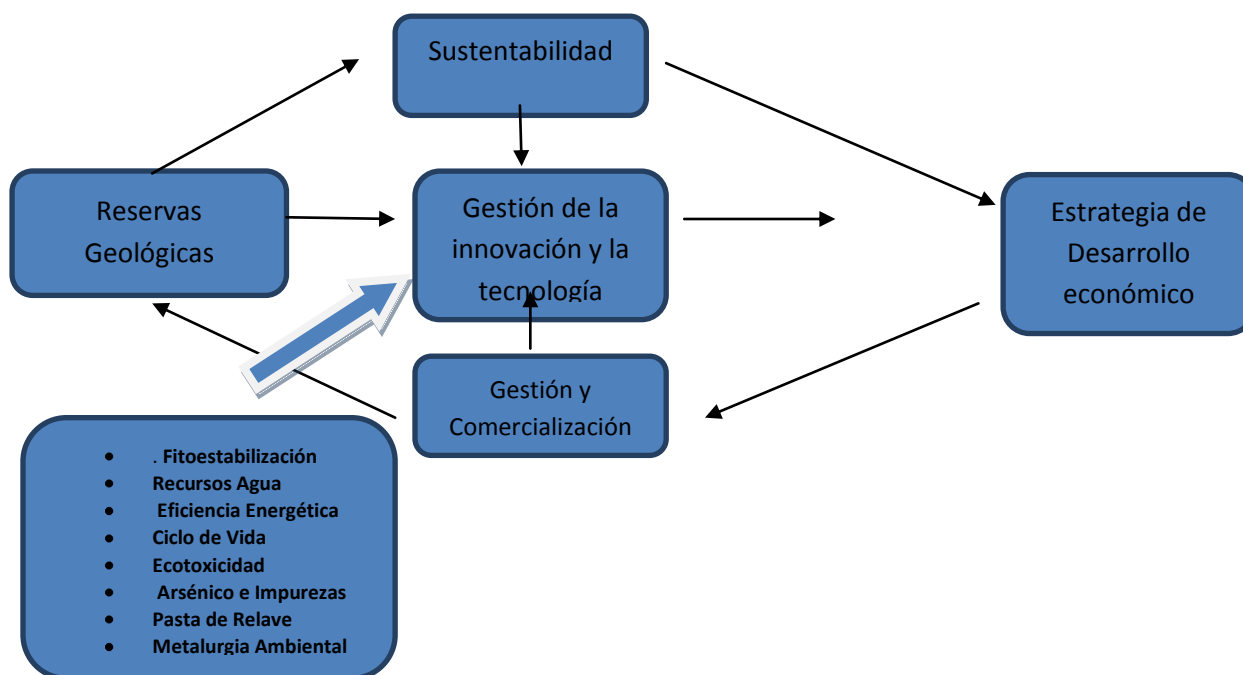 Sustentabilidad
Reservas
Geológicas
Gestión de la
innovación y la
tecnología
Estrategia de
Desarrollo
económico
Gestión y
Comercialización
• . Fitoestabilización
• Recursos Agua
• Eficiencia Energética
• Ciclo de Vida
• Ecotoxicidad
• Arsénico e Impurezas
• Pasta de Relave
• Metalurgia Ambiental